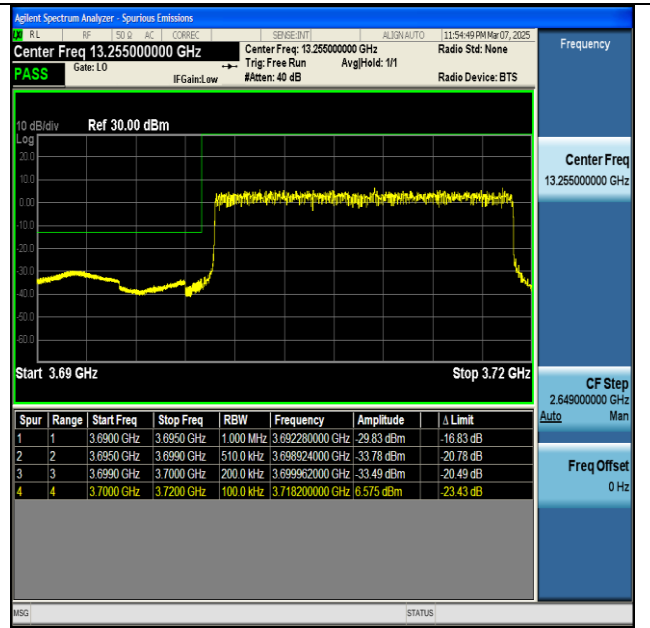 Agilent Spectrum Analyzer - Spurious Emissions
RL RF 50 Ω AC CORREC SENSE:INT ALIGN AUTO 11:54:49 PM Mar 07, 2025
Center Freq 13.255000000 GHz Center Freq: 13.255000000 GHz Radio Std: None
PASS Gate: LO Trig: Free Run Avg|Hold: 1/1
IFGain:Low #Atten: 40 dB Radio Device: BTS
Frequency
10 dB/div Ref 30.00 dBm
Log
20.0
10.0
0.00
-10.0
-20.0
-30.0
-40.0
-50.0
-60.0
Start 3.69 GHz Stop 3.72 GHz
Spur Range Start Freq Stop Freq RBW Frequency Amplitude Δ Limit
1 1 3.6900 GHz 3.6950 GHz 1.000 MHz 3.692280000 GHz -29.83 dBm -16.83 dB
2 2 3.6950 GHz 3.6990 GHz 510.0 kHz 3.698924000 GHz -33.78 dBm -20.78 dB
3 3 3.6990 GHz 3.7000 GHz 200.0 kHz 3.699962000 GHz -33.49 dBm -20.49 dB
4 4 3.7000 GHz 3.7200 GHz 100.0 kHz 3.718200000 GHz 6.575 dBm -23.43 dB
Center Freq
13.255000000 GHz
CF Step
2.649000000 GHz
Auto Man
Freq Offset
0 Hz
MSG STATUS